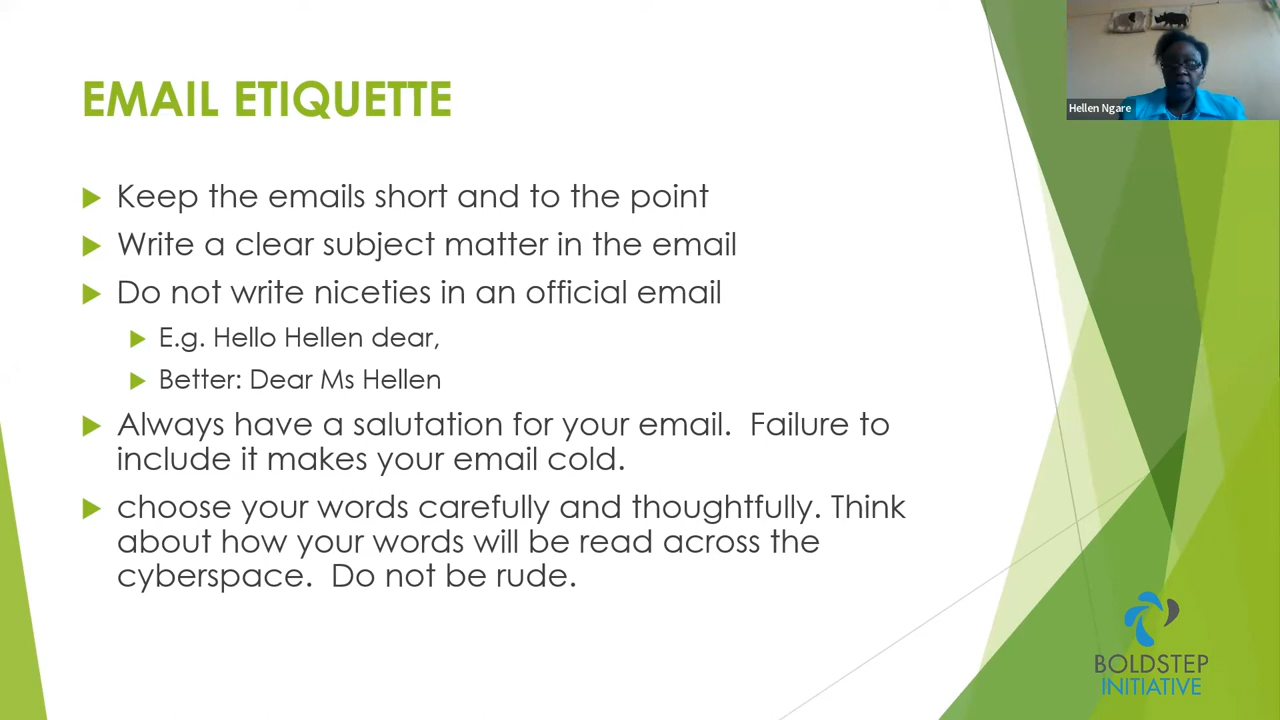 EMAIL ETIQUETTE
Hellen Ngare
Keep the emails short and to the point
Write a clear subject matter in the email
Do not write niceties in an official email
E.g. Hello Hellen dear,
Better: Dear Ms Hellen
Always have a salutation for your email.  Failure to
include it makes your email cold.
choose your words carefully and thoughtfully. Think
about how your words will be read across the
cyberspace.  Do not be rude.
BOLDSTEP
INITIATIVE